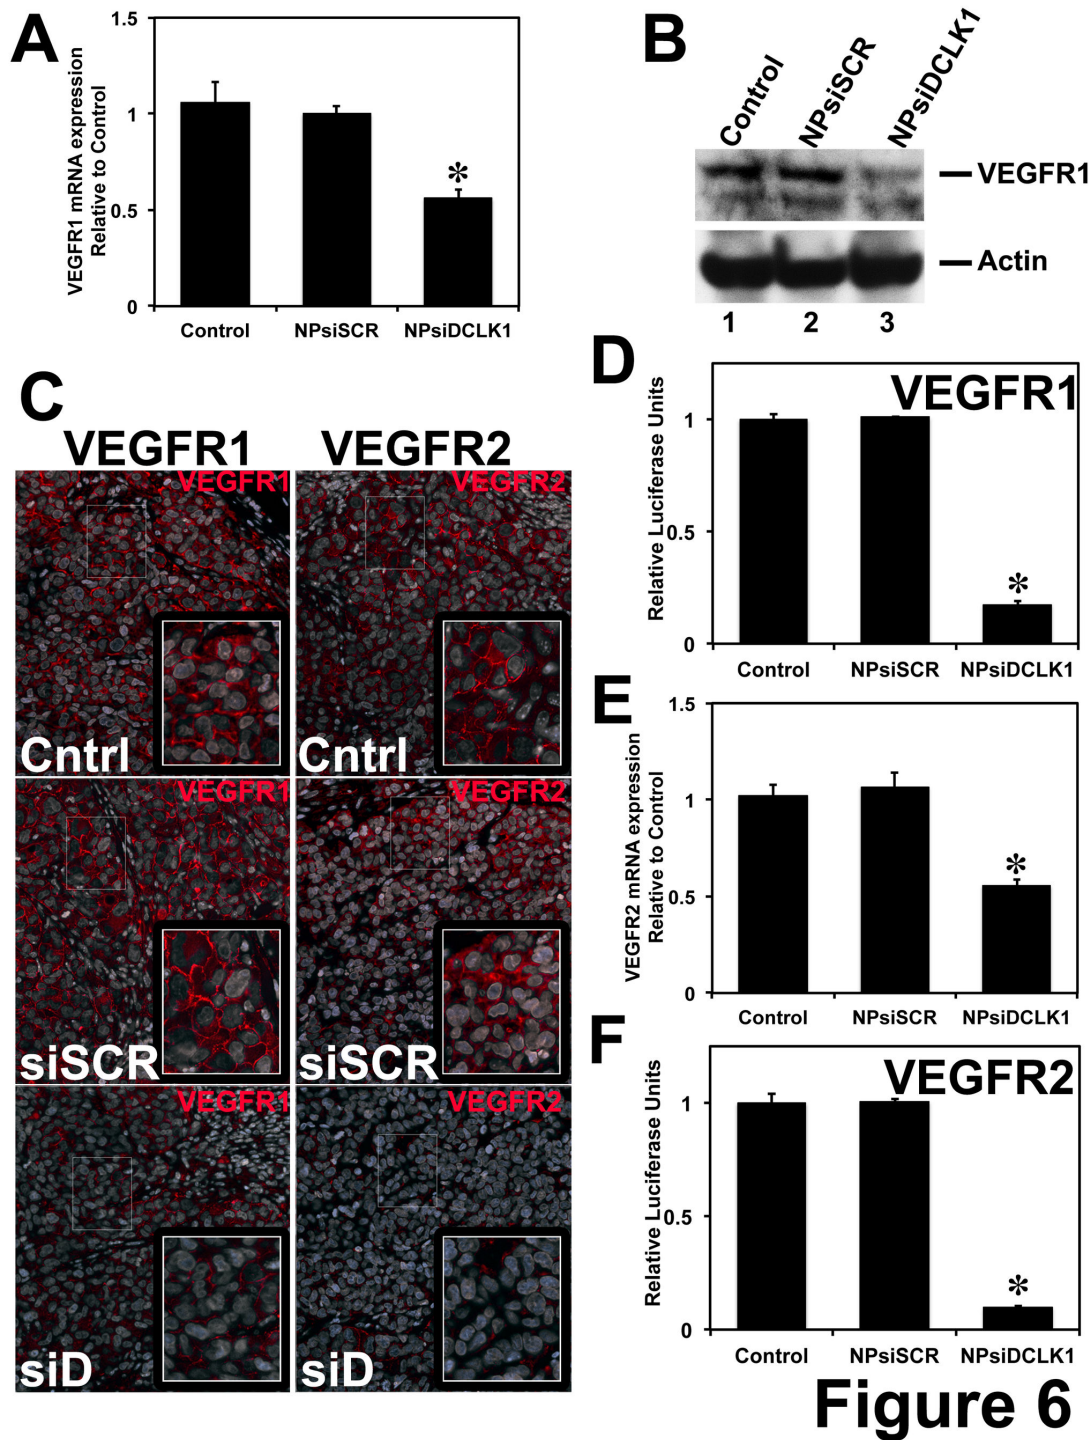 A
VEGFR1 mRNA expression
Relative to Control
1.5
1
0.5
0
*
Control
NPsiSCR
NPsiDCLK1
B
Control
NPsiSCR
NPsiDCLK1
VEGFR1
Actin
1
2
3
C
VEGFR1
VEGFR2
VEGFR1
VEGFR2
Cntrl
Cntrl
VEGFR1
VEGFR2
siSCR
siSCR
VEGFR1
VEGFR2
siD
siD
D
VEGFR1
Relative Luciferase Units
1
0.5
0
*
Control
NPsiSCR
NPsiDCLK1
E
VEGFR2 mRNA expression
Relative to Control
1.5
1
0.5
0
*
Control
NPsiSCR
NPsiDCLK1
F
VEGFR2
Relative Luciferase Units
1
0.5
0
*
Control
NPsiSCR
NPsiDCLK1
Figure 6